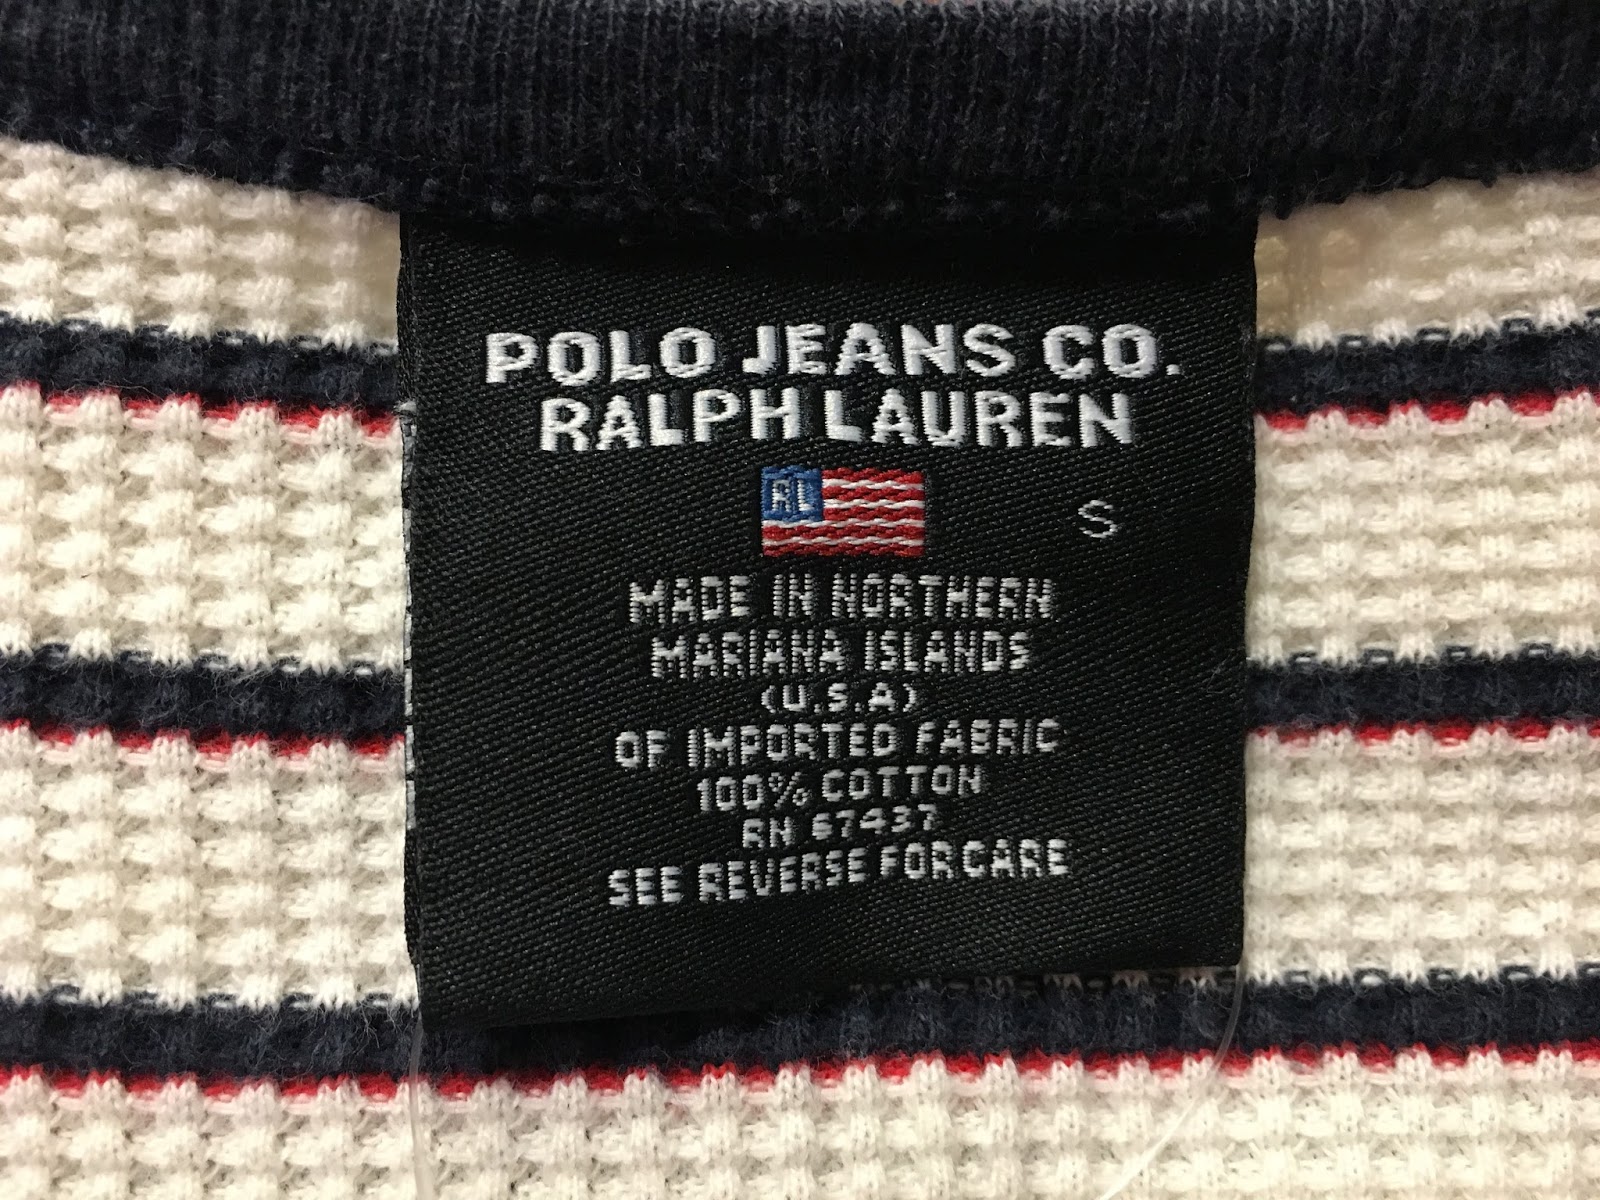 POLO JEANS CO.
RALPH LAUREN
RL
S
MADE IN NORTHERN
MARIANA ISLANDS
(U.S.A)
OF IMPORTED FABRIC
100% COTTON
RN 67437
SEE REVERSE FOR CARE